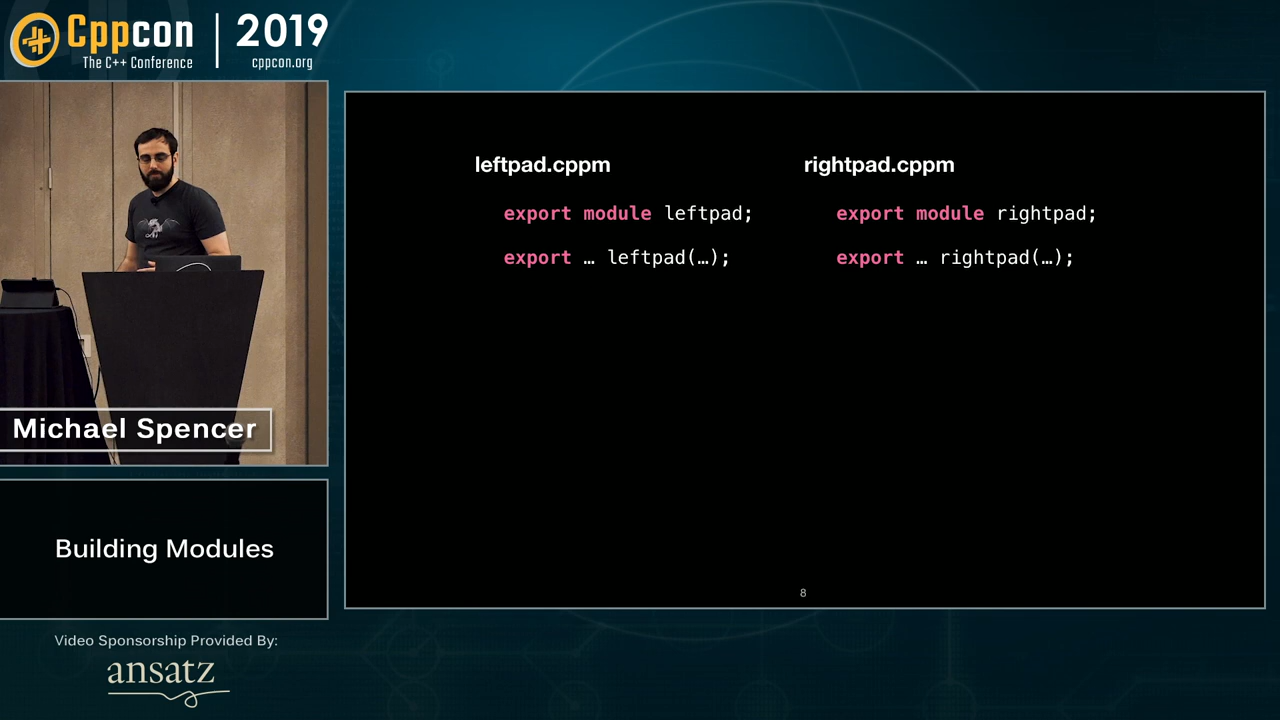 Cppcon
The C++ Conference
2019
cppcon.org
Michael Spencer
Building Modules
Video Sponsorship Provided By:
ansatz
leftpad.cppm
export module leftpad;
export … leftpad(…);
rightpad.cppm
export module rightpad;
export … rightpad(…);
8